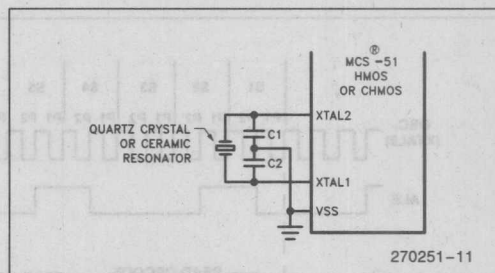 ®
MCS -51
HMOS
OR CHMOS
XTAL2
QUARTZ CRYSTAL
OR CERAMIC
RESONATOR
C1
C2
XTAL1
VSS
270251-11